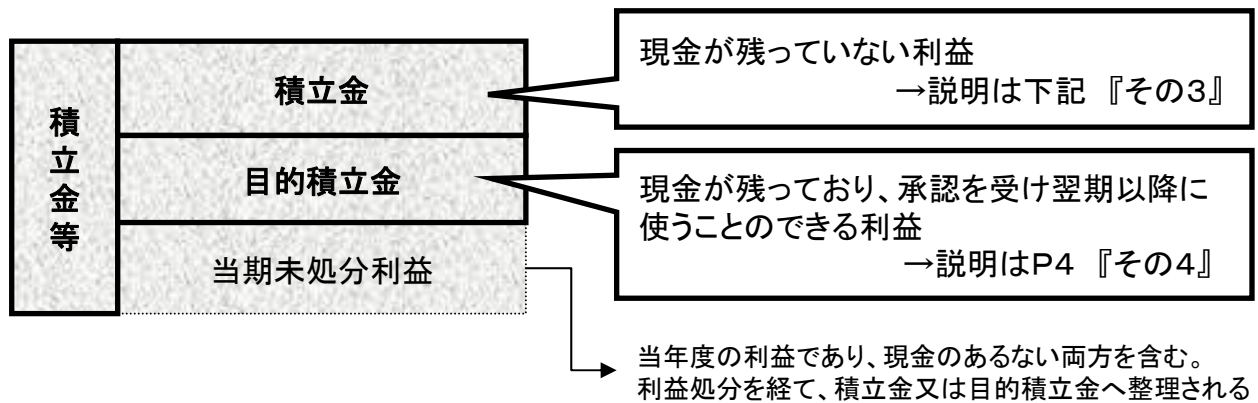 積立金等
積立金
現金が残っていない利益
→説明は下記 『その3』
目的積立金
現金が残っており、承認を受け翌期以降に
使うことのできる利益
→説明はP4 『その4』
当期未処分利益
当年度の利益であり、現金のあるない両方を含む。
利益処分を経て、積立金又は目的積立金へ整理される